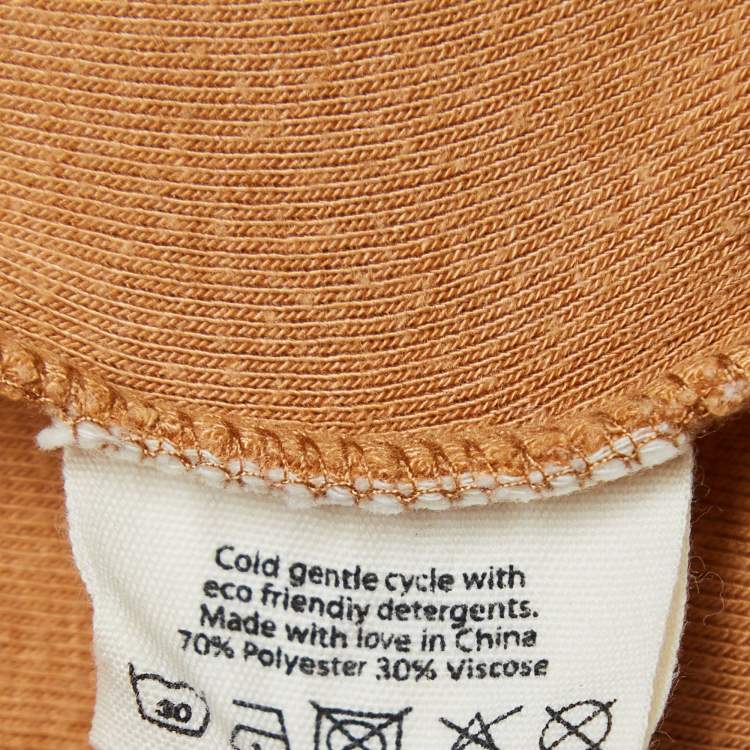 Cold gentle cycle with
eco friendiy detergents.
Made with love in China
70% Polyester 30% Viscose
30